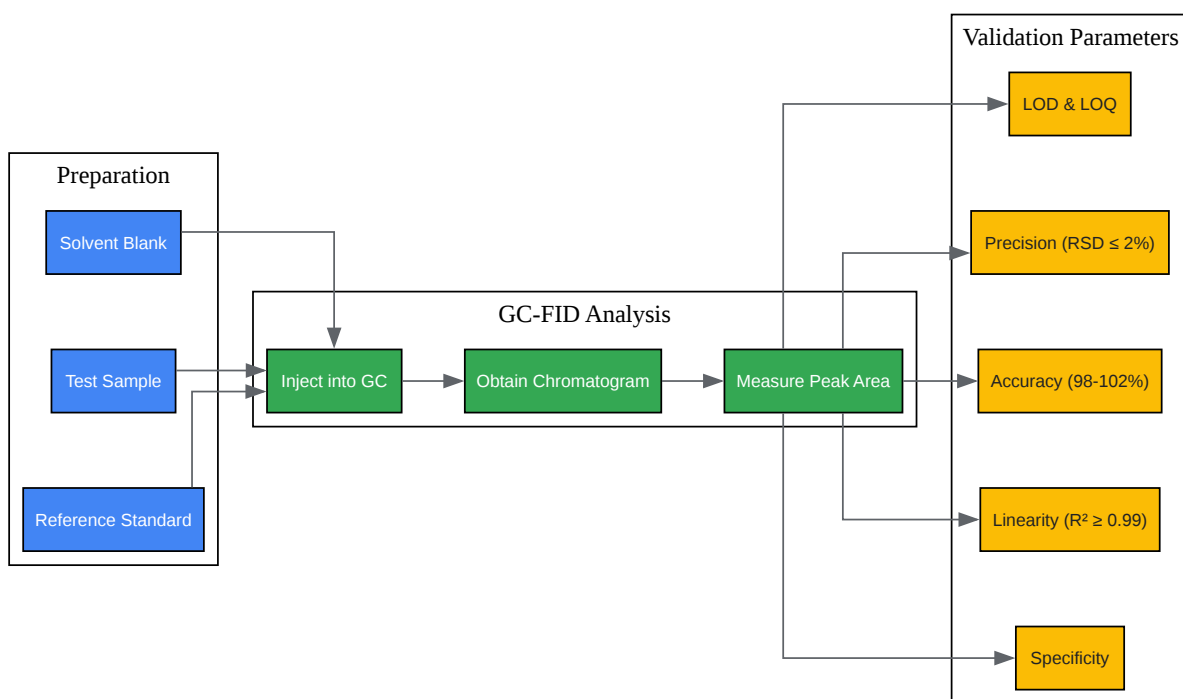 Preparation
Solvent Blank
Test Sample
Reference Standard
GC-FID Analysis
Inject into GC
Obtain Chromatogram
Measure Peak Area
Validation Parameters
LOD & LOQ
Precision (RSD ≤ 2%)
Accuracy (98-102%)
Linearity (R² ≥ 0.99)
Specificity